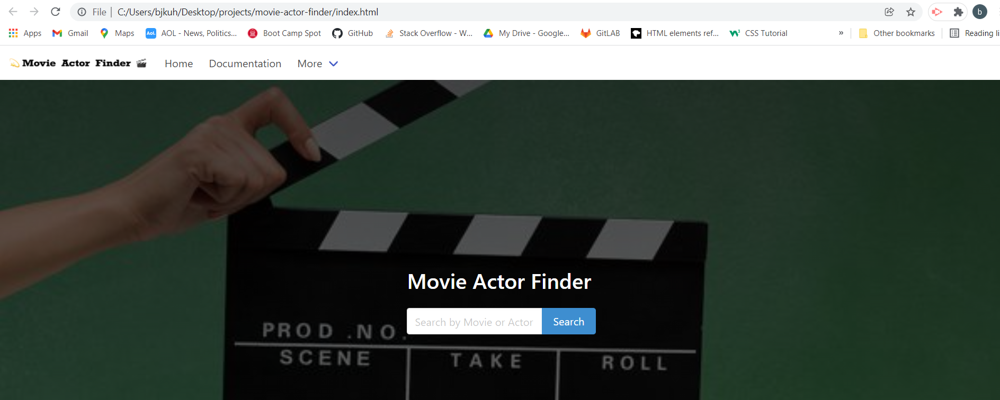 File | C:/Users/bjkuh/Desktop/projects/movie-actor-finder/index.html
b
Apps Gmail Maps Aol. AOL - News, Politics... Boot Camp Spot GitHub Stack Overflow - W... My Drive - Google... GitLAB HTML elements ref... W3 CSS Tutorial » Other bookmarks Reading li
Movie Actor Finder Home Documentation More
Movie Actor Finder
Search by Movie or Actor Search
PROD .NO.
SCENE TAKE ROLL